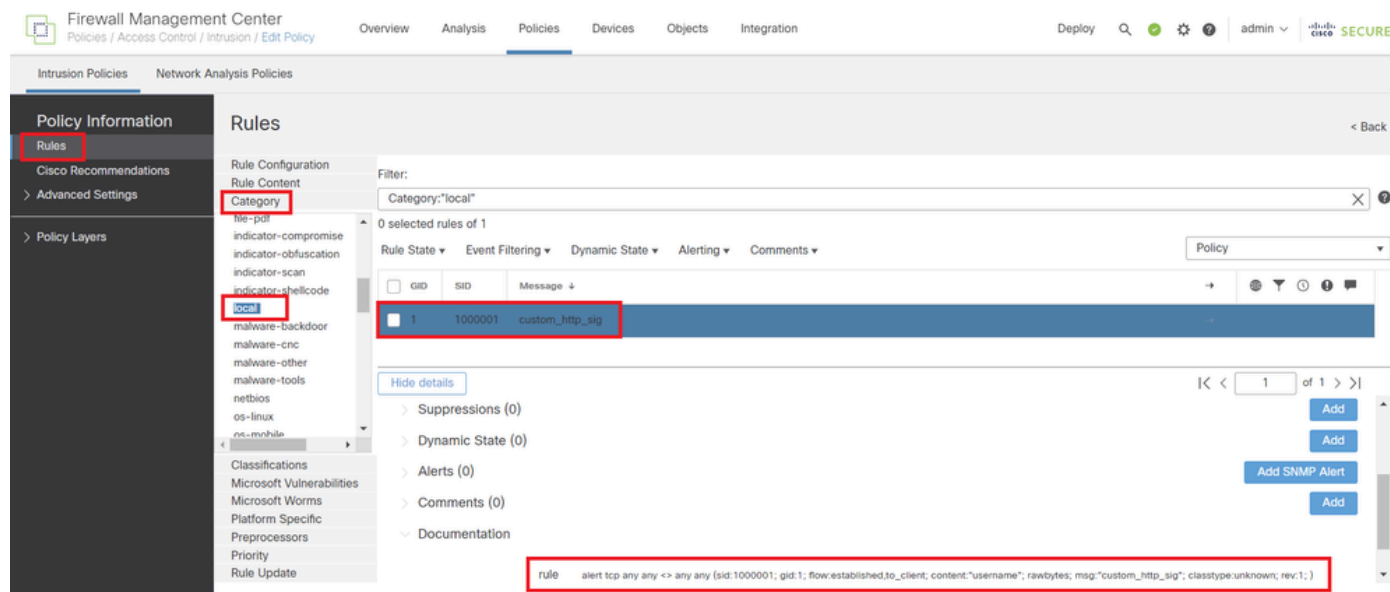 Firewall Management Center
Policies / Access Control / Intrusion / Edit Policy
Overview Analysis Policies Devices Objects Integration
Deploy admin cisco SECURE
Intrusion Policies Network Analysis Policies
Policy Information
Rules
Cisco Recommendations
> Advanced Settings
> Policy Layers
Rules
< Back
Rule Configuration
Rule Content
Category
file-pdf
indicator-compromise
indicator-obfuscation
indicator-scan
indicator-shellcode
local
malware-backdoor
malware-cnc
malware-other
malware-tools
netbios
os-linux
os-mobile
Classifications
Microsoft Vulnerabilities
Microsoft Worms
Platform Specific
Preprocessors
Priority
Rule Update
Filter:
Category:"local"
0 selected rules of 1
Rule State Event Filtering Dynamic State Alerting Comments
Policy
GID SID Message
1 1000001 custom_http_sig
Hide details
1 of 1
Suppressions (0) Add
Dynamic State (0) Add
Alerts (0) Add SNMP Alert
Comments (0) Add
Documentation
rule alert tcp any any <> any any (sid:1000001; gid:1; flow:established,to_client; content:"username"; rawbytes; msg:"custom_http_sig"; classtype:unknown; rev:1; )